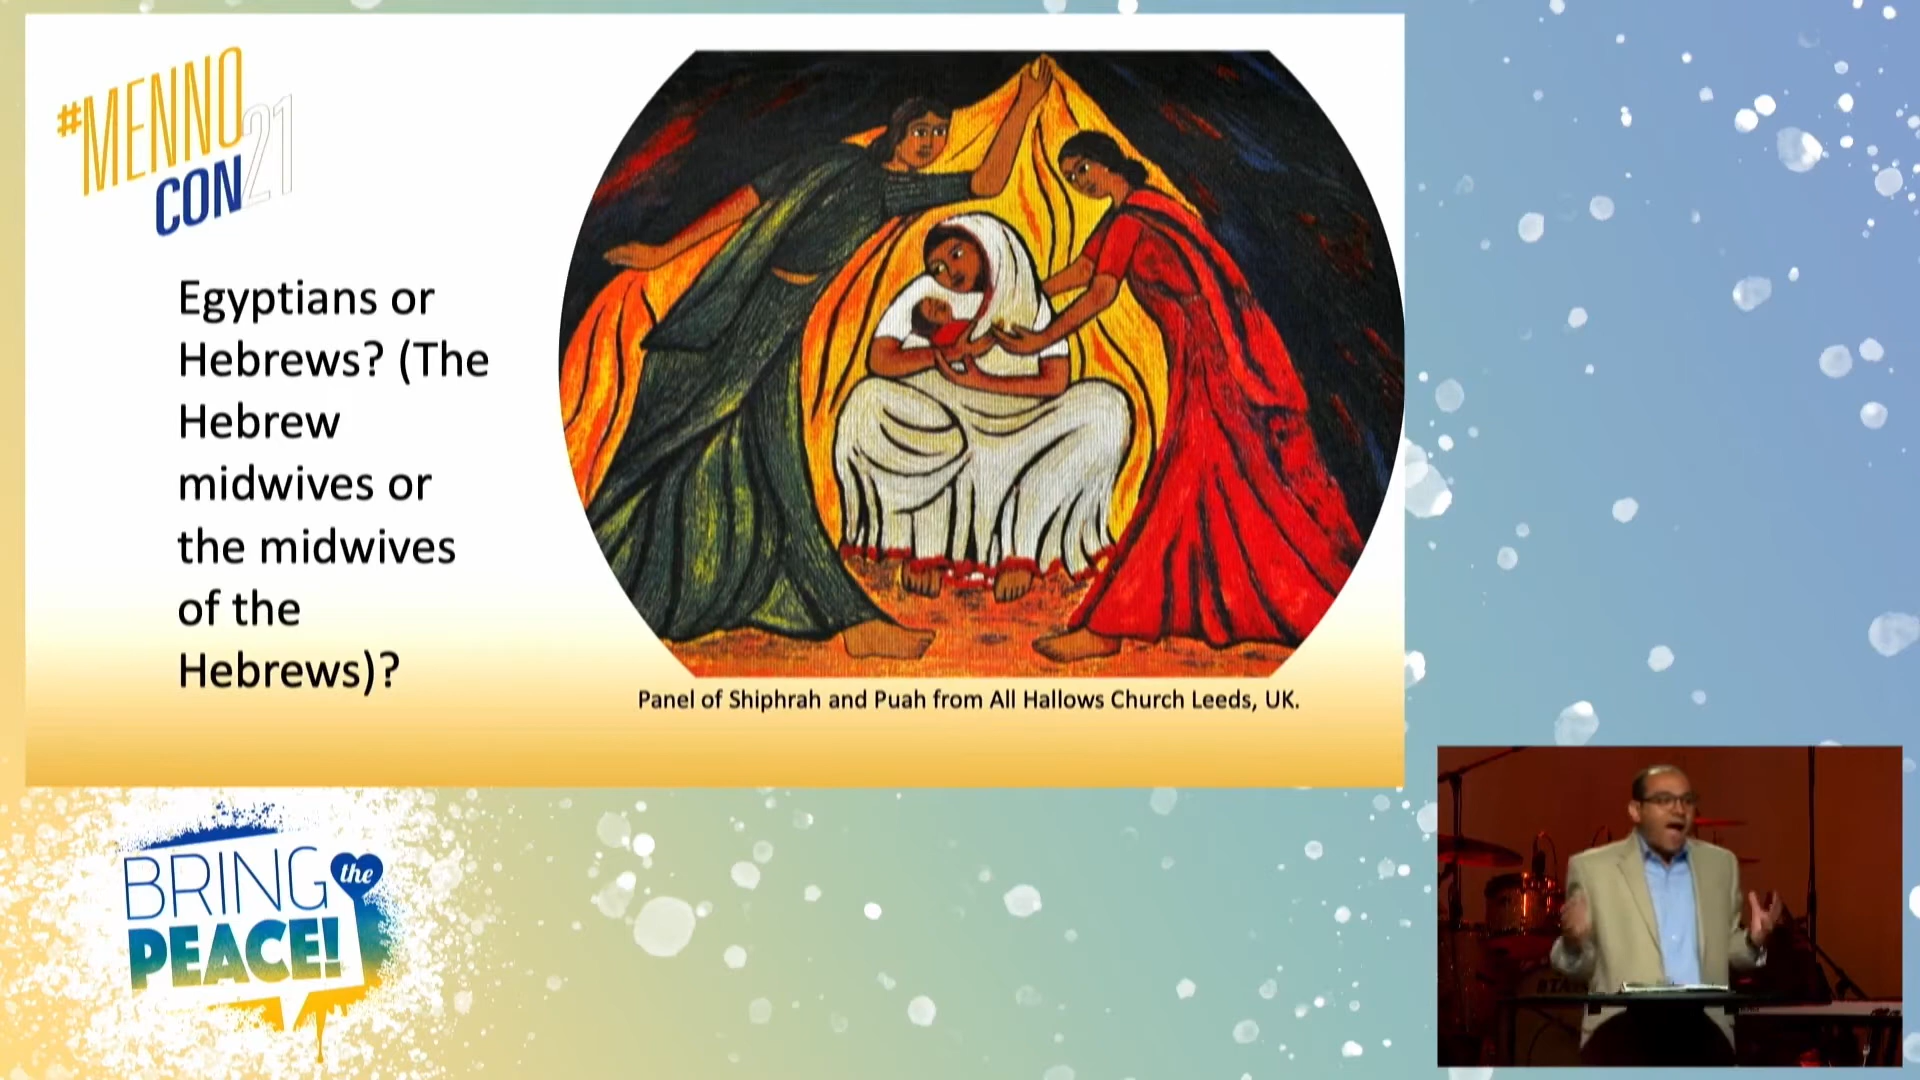 #MENNO
CON21
Egyptians or
Hebrews? (The
Hebrew
midwives or
the midwives
of the
Hebrews)?
Panel of Shiphrah and Puah from All Hallows Church Leeds, UK.
BRING the
PEACE!